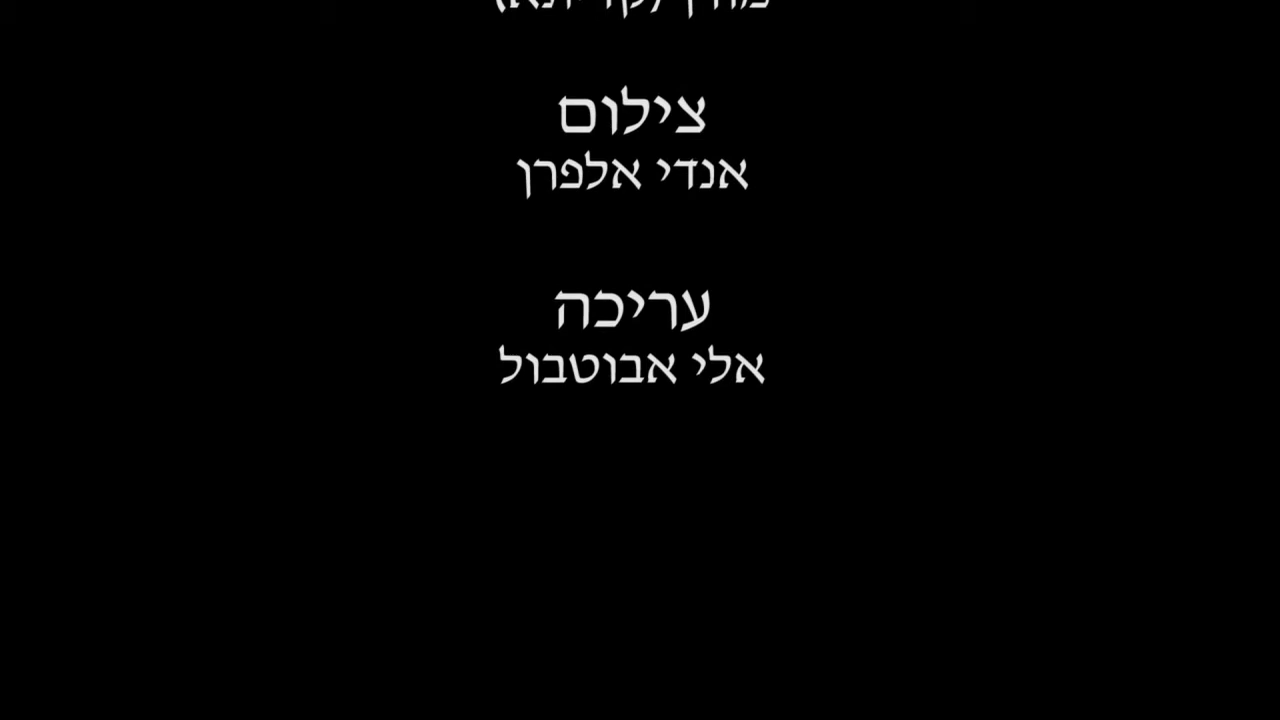 צילום
אנדי אלפרן
עריכה
אלי אבוטבול